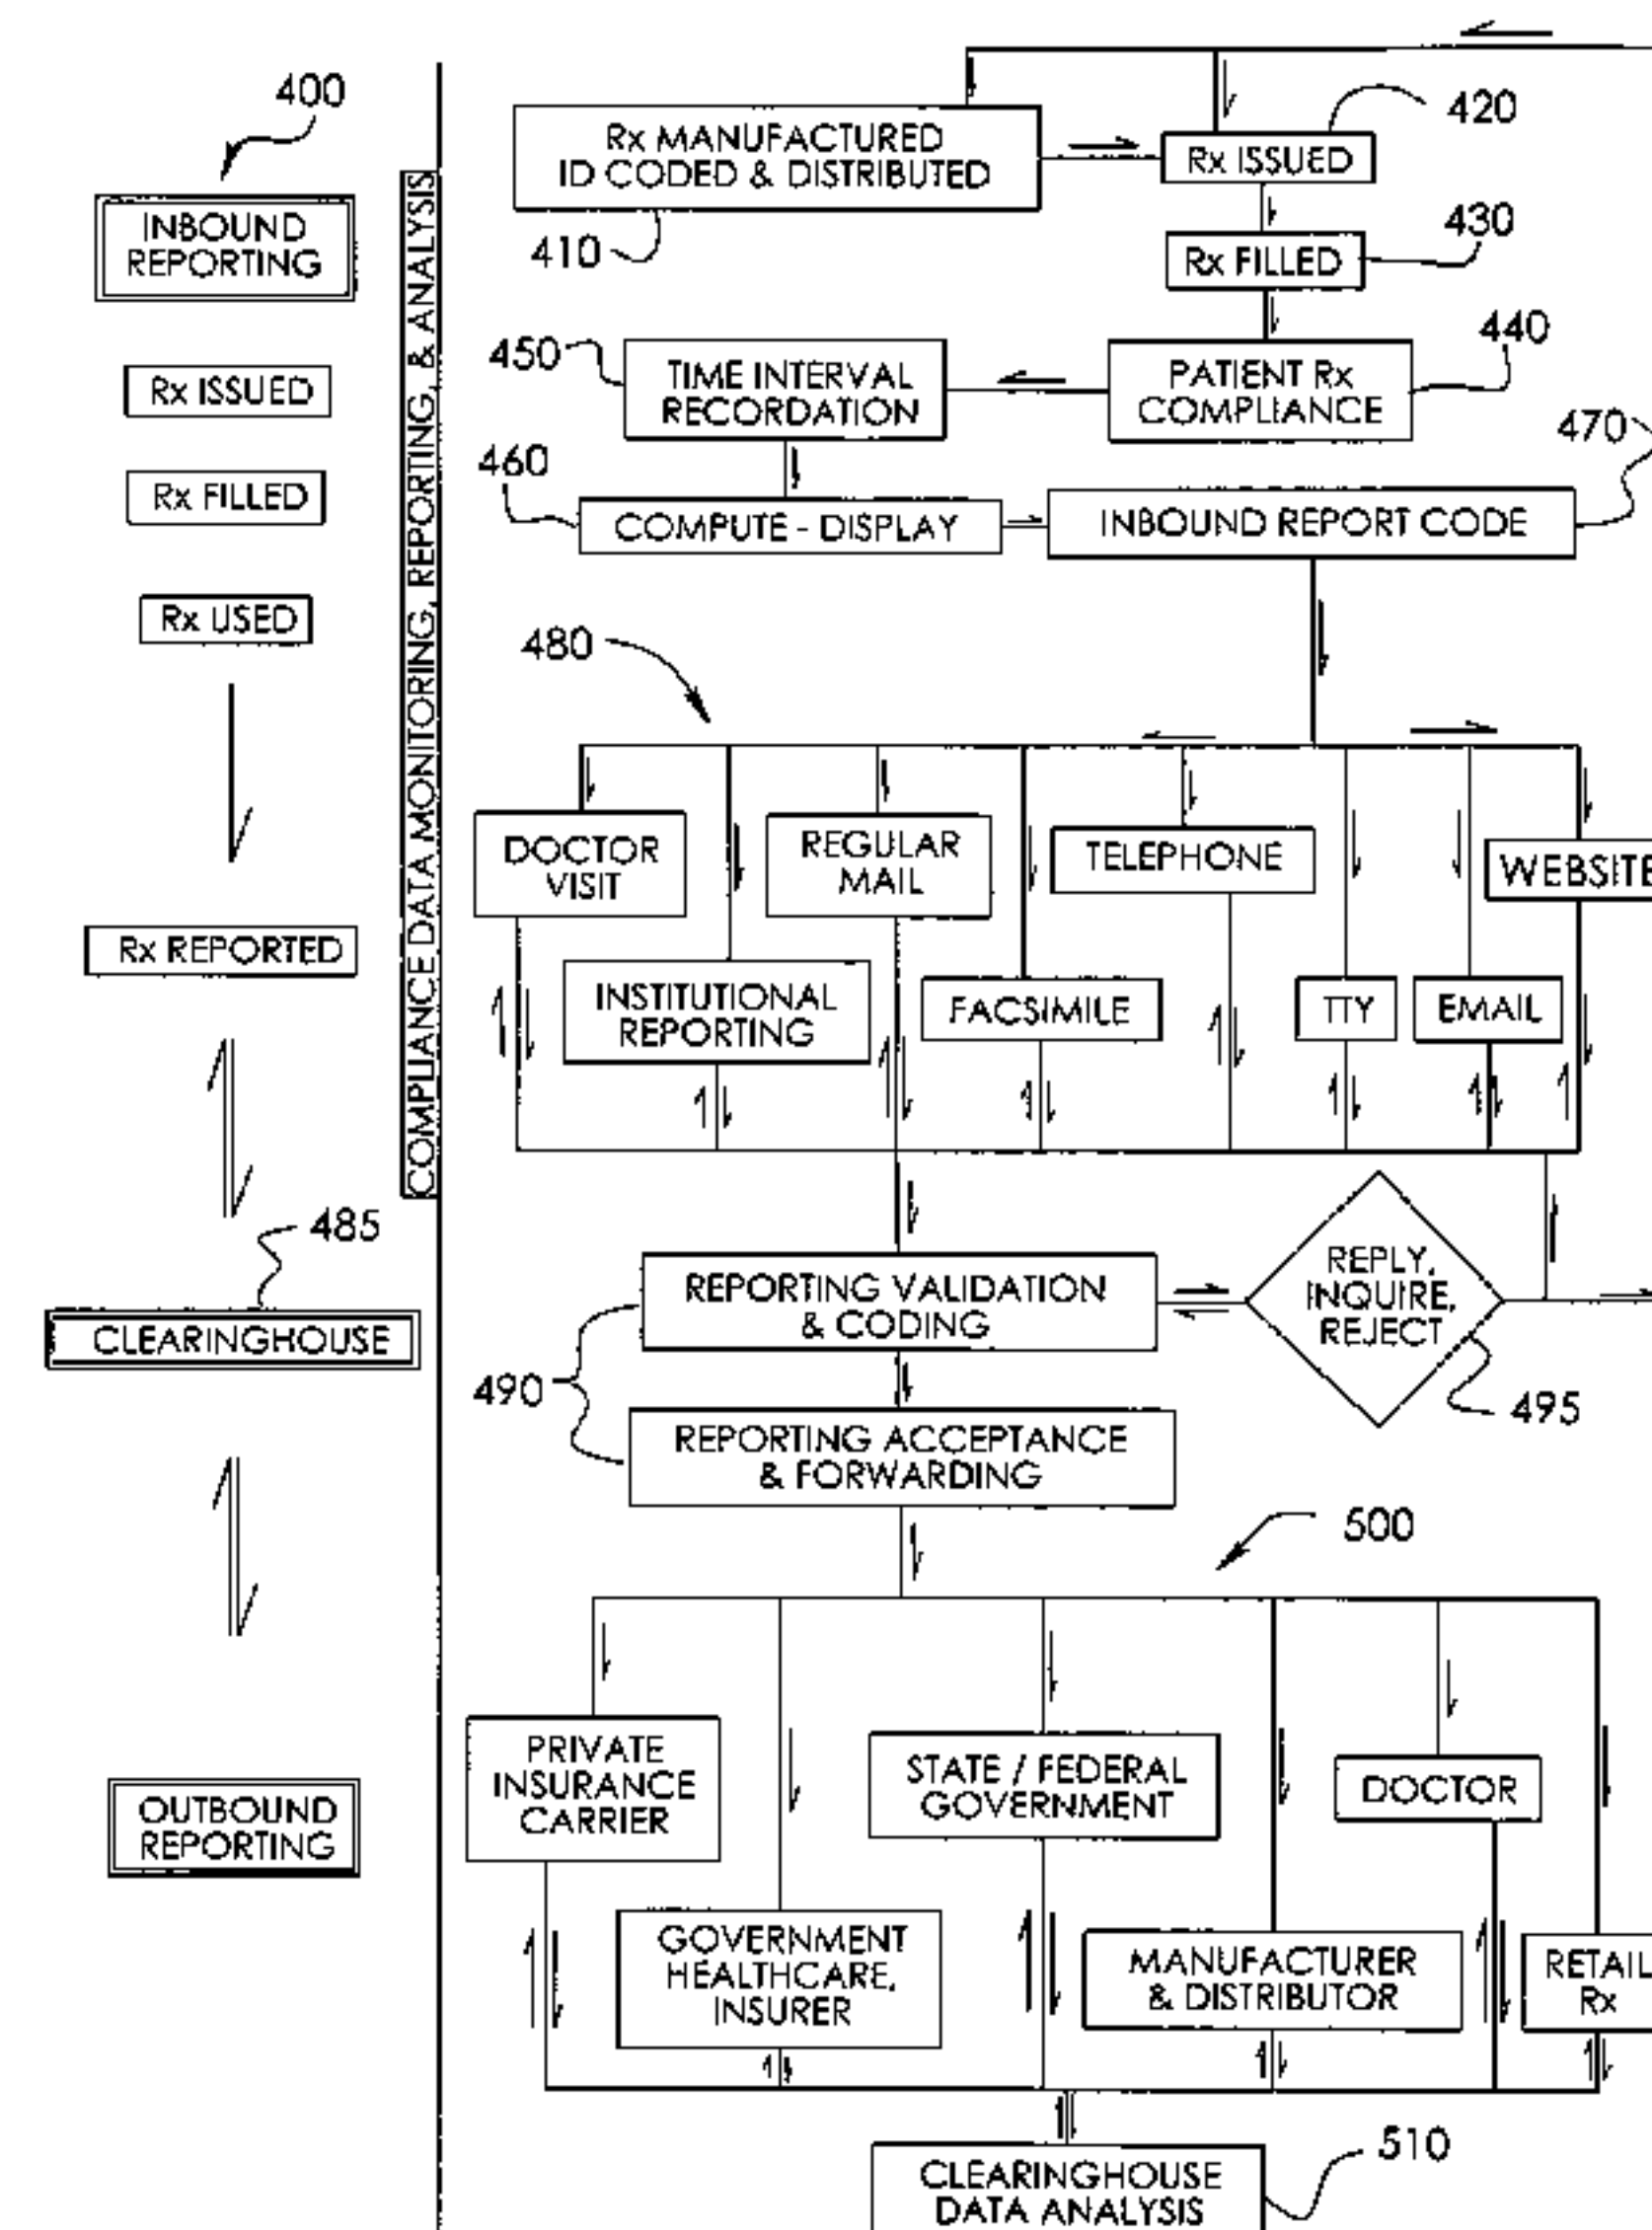 400
INBOUND
REPORTING
Rx ISSUED
Rx FILLED
Rx USED
Rx REPORTED
485
CLEARINGHOUSE
OUTBOUND
REPORTING
COMPLIANCE DATA MONITORING, REPORTING, & ANALYSIS
Rx MANUFACTURED
ID CODED & DISTRIBUTED
410
420
Rx ISSUED
430
Rx FILLED
440
PATIENT Rx
COMPLIANCE
450
TIME INTERVAL
RECORDATION
460
COMPUTE - DISPLAY
470
INBOUND REPORT CODE
480
DOCTOR
VISIT
REGULAR
MAIL
TELEPHONE
WEBSITE
INSTITUTIONAL
REPORTING
FACSIMILE
TTY
EMAIL
REPORTING VALIDATION
& CODING
REPLY,
INQUIRE,
REJECT
490
495
REPORTING ACCEPTANCE
& FORWARDING
500
PRIVATE
INSURANCE
CARRIER
STATE / FEDERAL
GOVERNMENT
DOCTOR
GOVERNMENT
HEALTHCARE,
INSURER
MANUFACTURER
& DISTRIBUTOR
RETAIL
Rx
510
CLEARINGHOUSE
DATA ANALYSIS